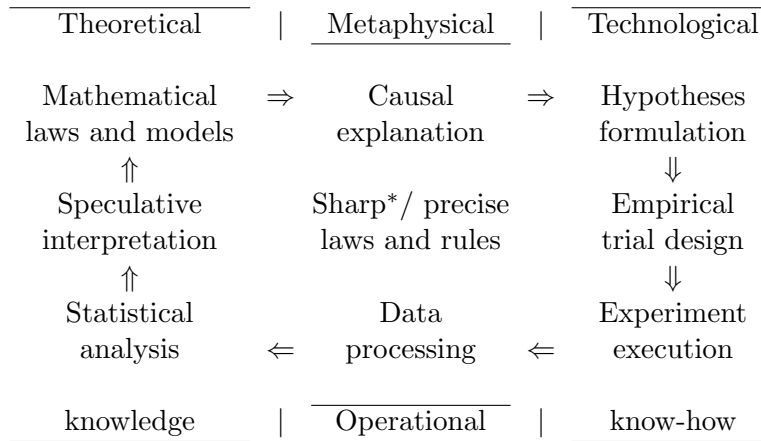 Theoretical | Metaphysical | Technological
Mathematical ⇒ Causal ⇒ Hypotheses
laws and models explanation formulation
⇑ ⇓
Speculative Sharp*/ precise Empirical
interpretation laws and rules trial design
⇑ ⇓
Statistical Data Experiment
analysis ⇐ processing ⇐ execution
knowledge | Operational | know-how